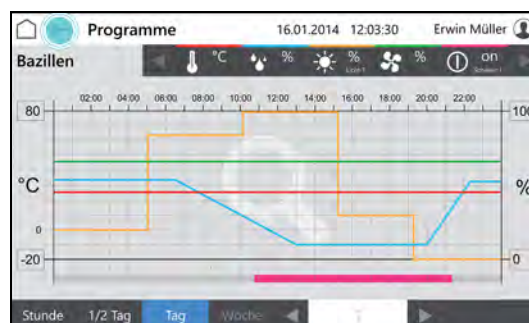 Programme 16.01.2014 12:03:30 Erwin Müller
Bazillen °C % % % on
02:00 04:00 06:00 08:00 10:00 12:00 14:00 16:00 18:00 20:00 22:00
80 100
°C %
0
-20 0
Stunde 1/2 Tag Tag Woche